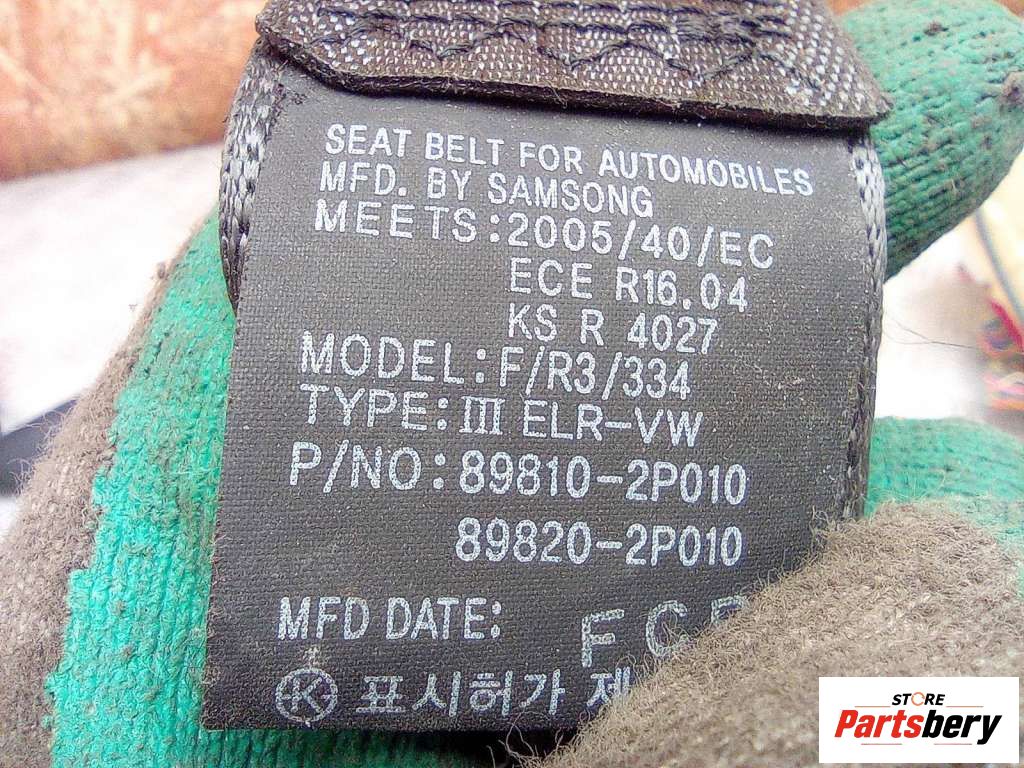 SEAT BELT FOR AUTOMOBILES
MFD. BY SAMSONG
MEETS:2005/40/EC
ECE R16.04
KS R 4027
MODEL:F/R3/334
TYPE:III ELR-VW
P/NO:89810-2P010
89820-2P010
MFD DATE: F C
K 표시허가 제
STORE
Partsbery